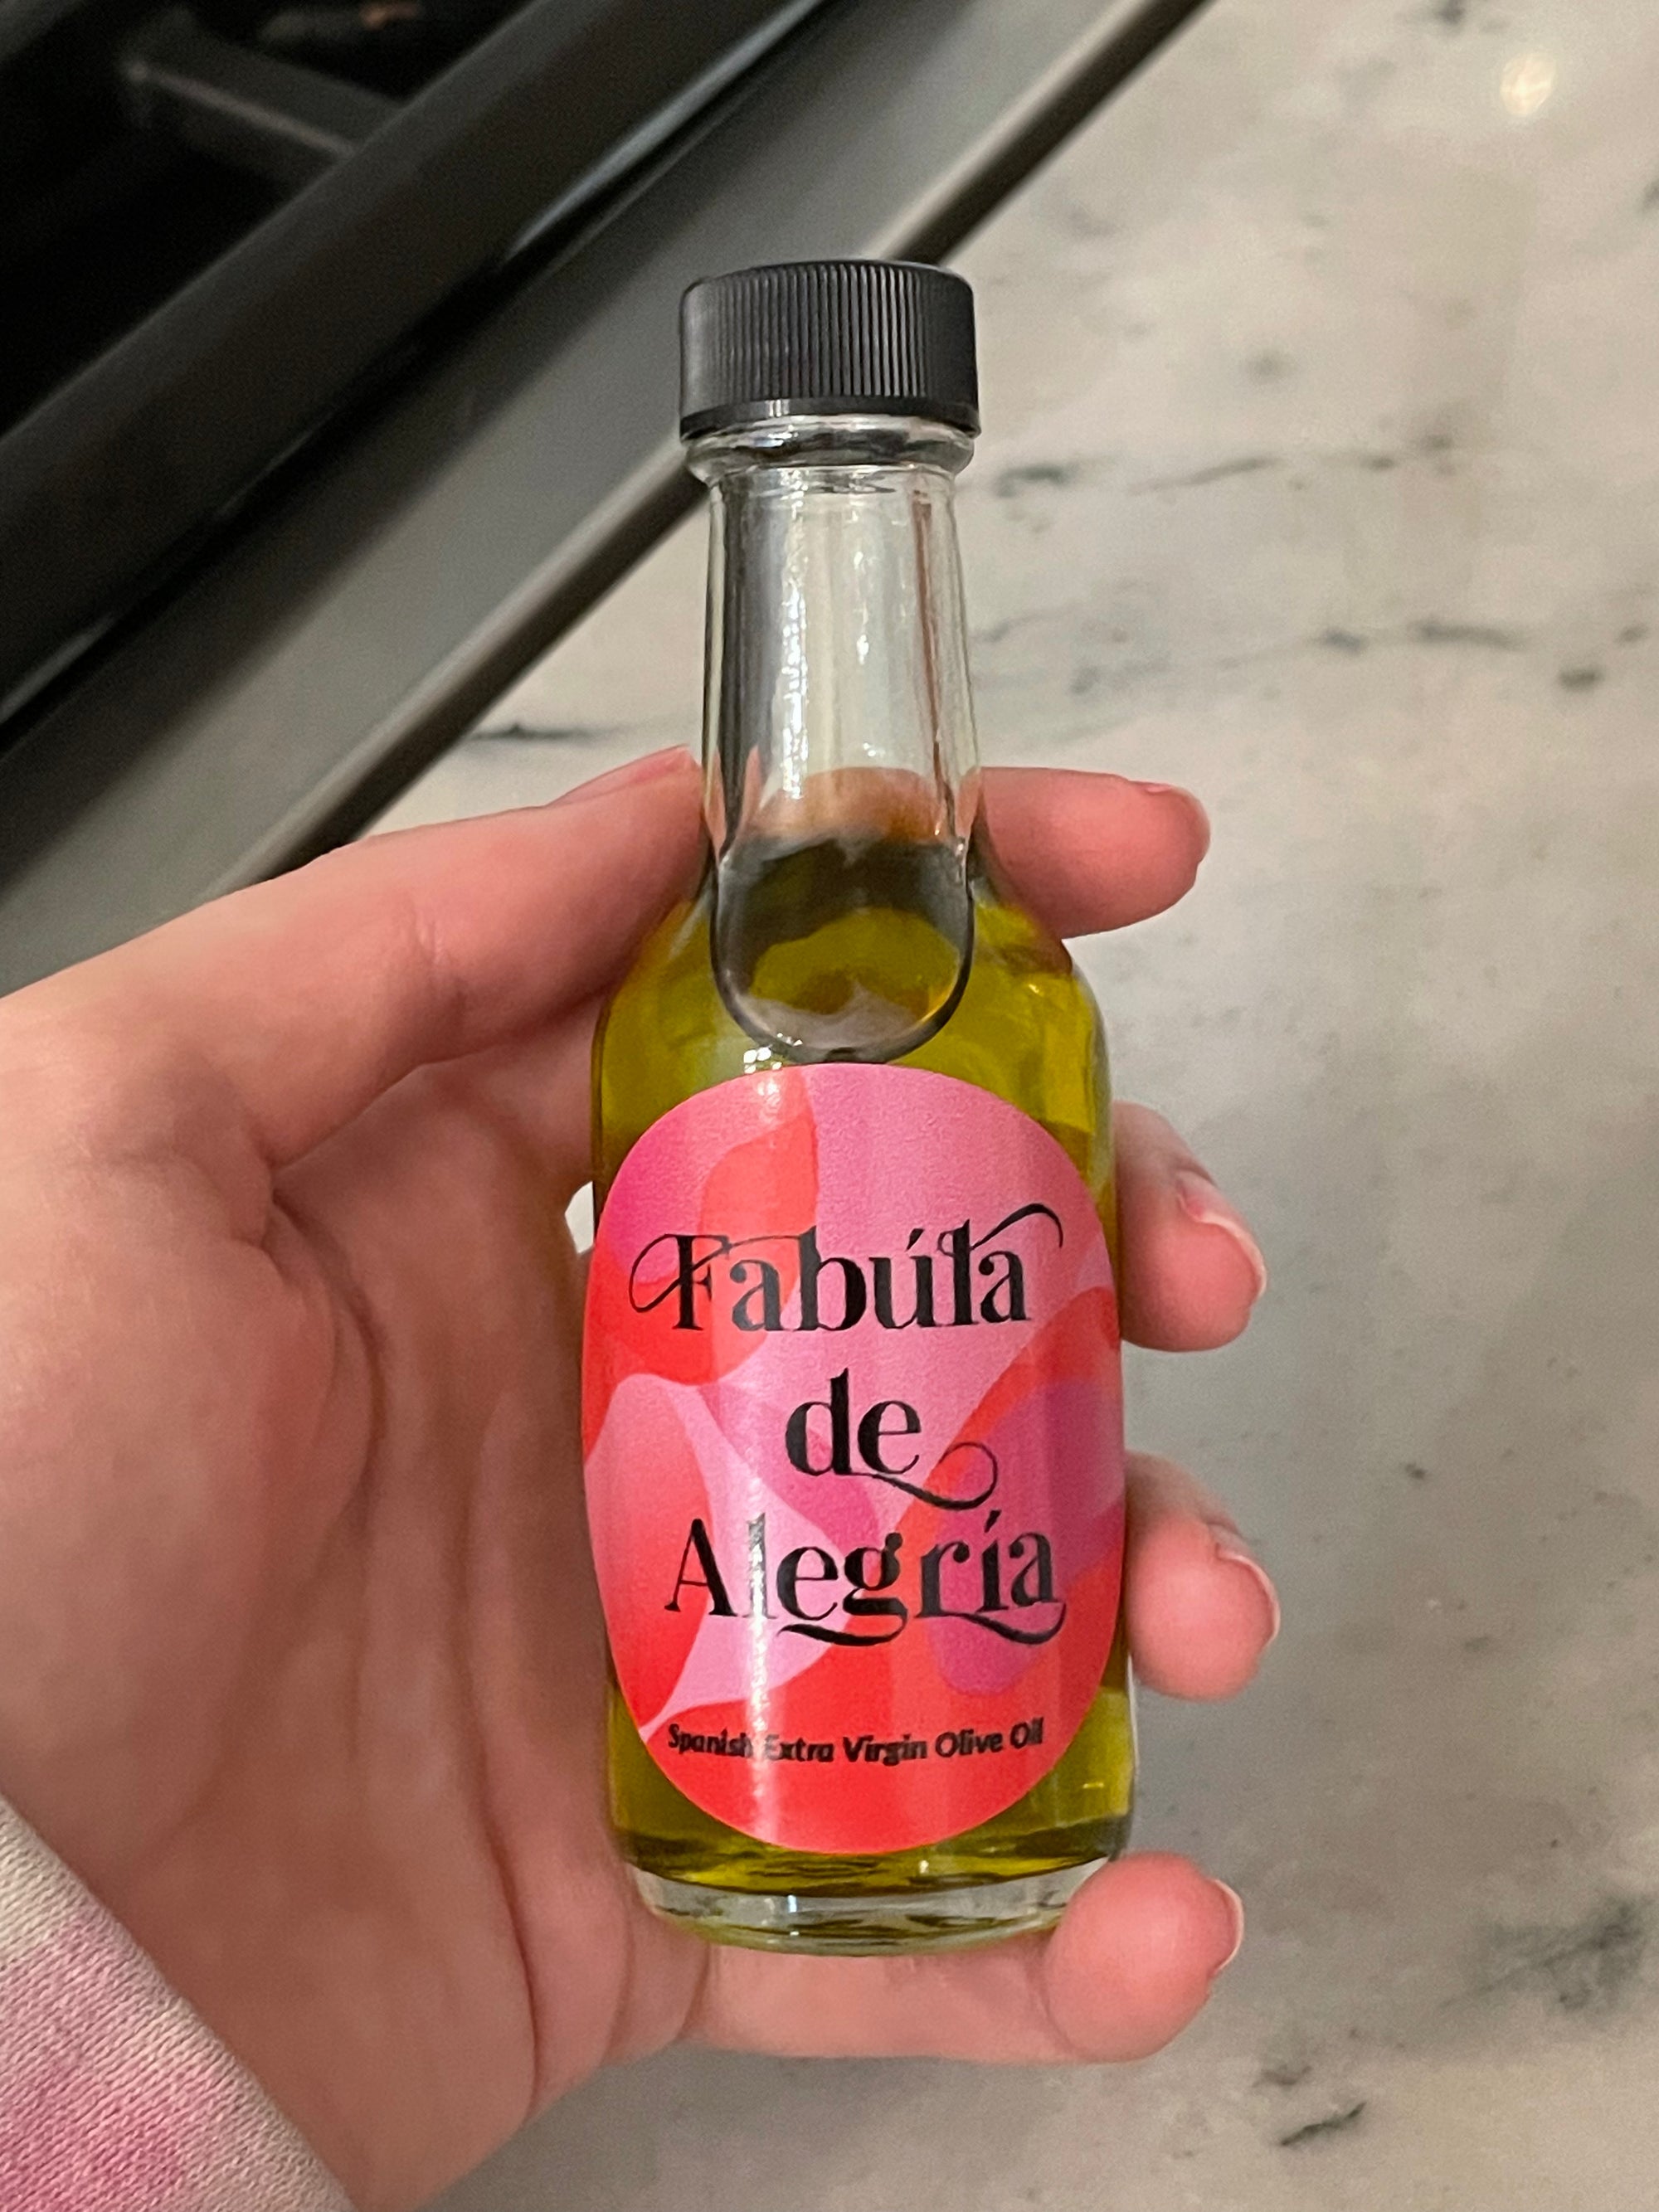 Fabúla
de
Alegría
Spanish Extra Virgin Olive Oil